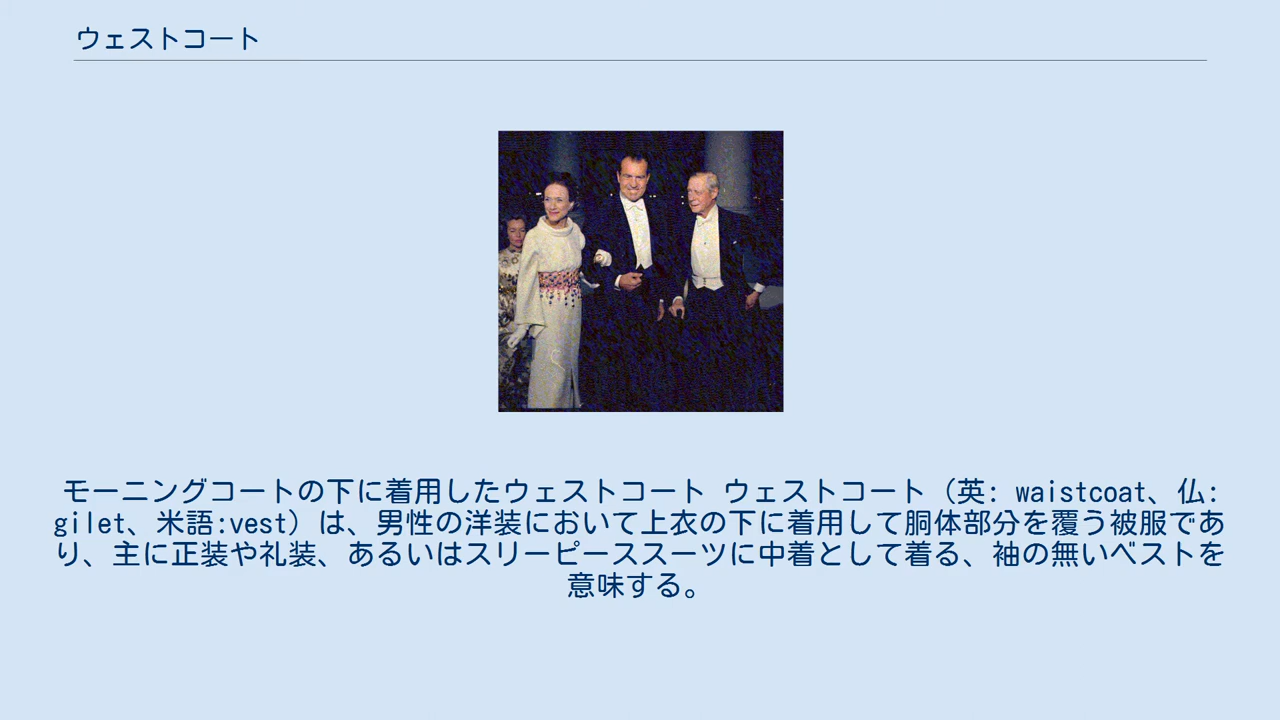 ウェストコート
モーニングコートの下に着用したウェストコート ウェストコート（英: waistcoat、仏:
gilet、米語:vest）は、男性の洋装において上衣の下に着用して胴体部分を覆う被服であ
り、主に正装や礼装、あるいはスリーピーススーツに中着として着る、袖の無いベストを
意味する。